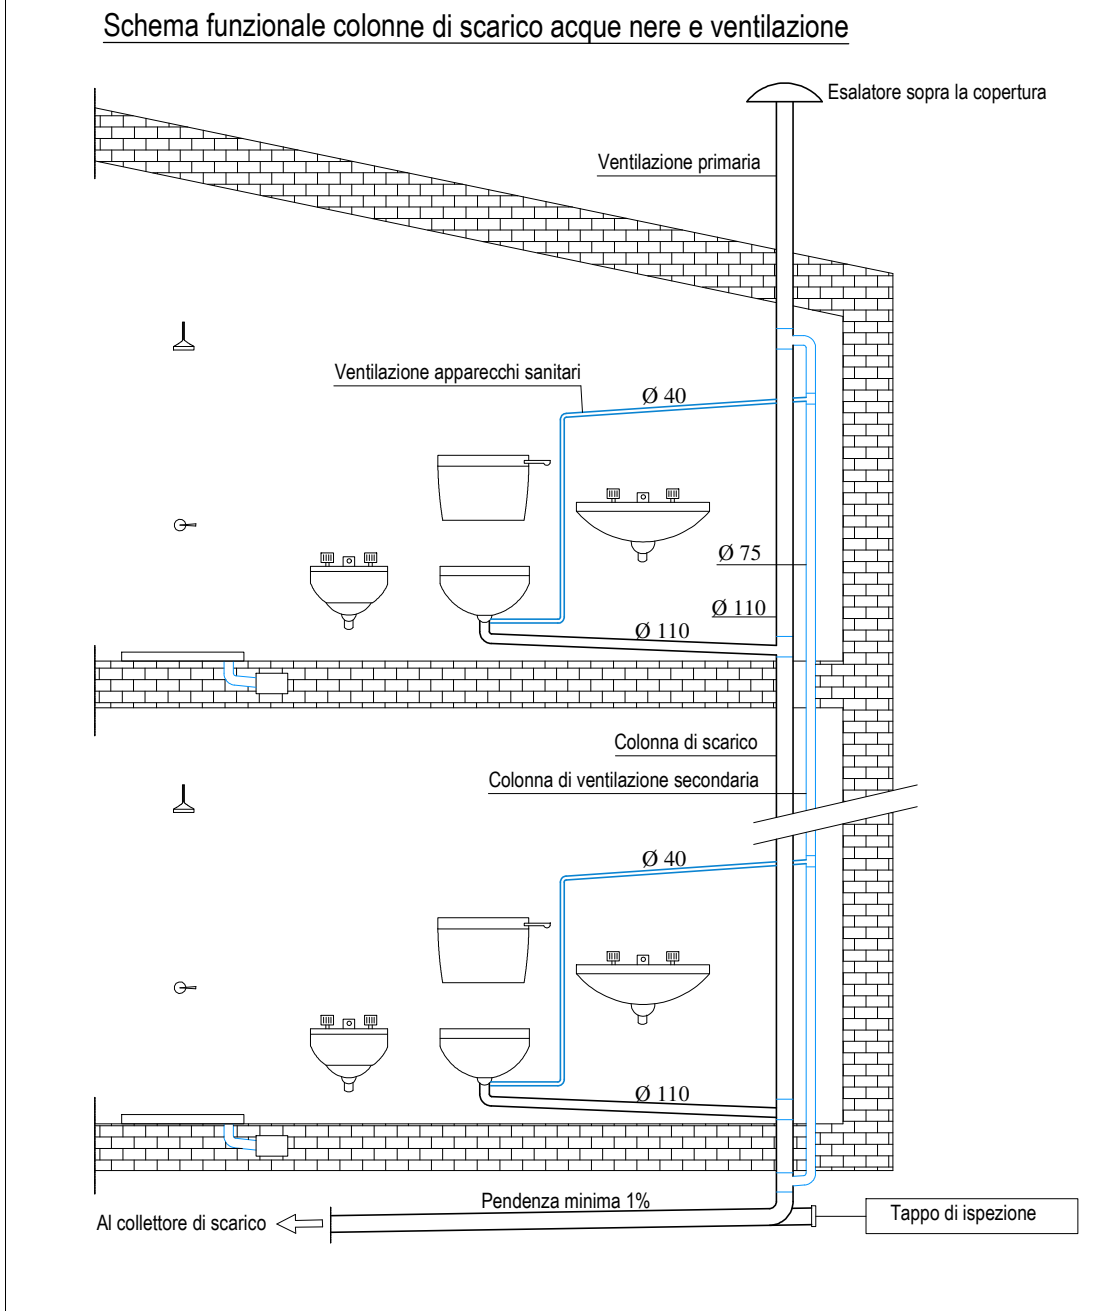 Schema funzionale colonne di scarico acque nere e ventilazione
Esalatore sopra la copertura
Ventilazione primaria
Ventilazione apparecchi sanitari
Ø 40
Ø 75
Ø 110
Ø 110
Colonna di scarico
Colonna di ventilazione secondaria
Ø 40
Ø 110
Pendenza minima 1%
Al collettore di scarico
Tappo di ispezione